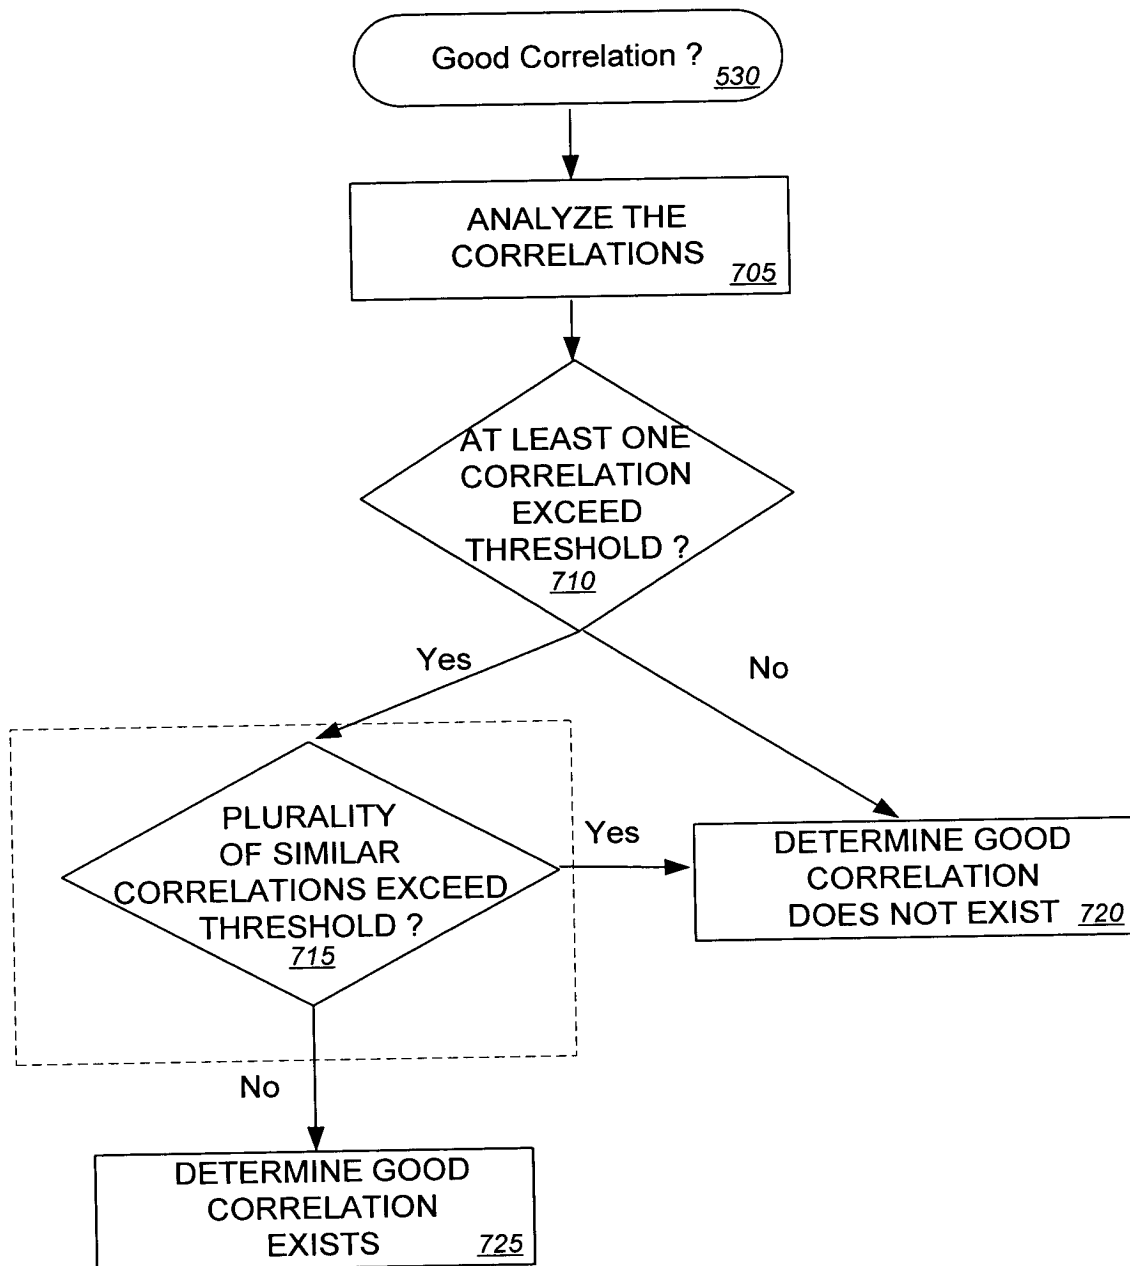 Good Correlation ?
530
ANALYZE THE
CORRELATIONS
705
AT LEAST ONE
CORRELATION
EXCEED
THRESHOLD ?
710
Yes
No
PLURALITY
OF SIMILAR
CORRELATIONS EXCEED
THRESHOLD ?
715
Yes
DETERMINE GOOD
CORRELATION
DOES NOT EXIST 720
No
DETERMINE GOOD
CORRELATION
EXISTS 725